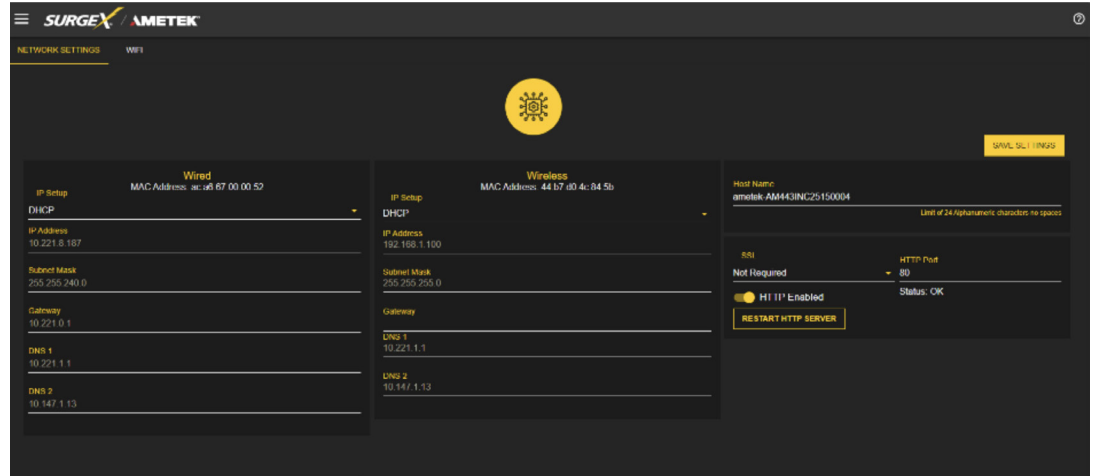 SURGEX / AMETEK
NETWORK SETTINGS WIFI
SAVE SETTINGS
Wired
MAC Address ac:a6:67:00:00:52
IP Setup
DHCP
IP Address
10.221.8.187
Subnet Mask
255.255.240.0
Gateway
10.221.0.1
DNS 1
10.221.1.1
DNS 2
10.147.1.13
Wireless
MAC Address 44:b7:d0:4c:84:5b
IP Setup
DHCP
IP Address
192.168.1.100
Subnet Mask
255.255.255.0
Gateway
DNS 1
10.221.1.1
DNS 2
10.147.1.13
Host Name
ametek-AM443INC25150004
Limit of 24 Alphanumeric characters-no spaces
SSL
Not Required
HTTP Port
80
HTTP Enabled
Status: OK
RESTART HTTP SERVER